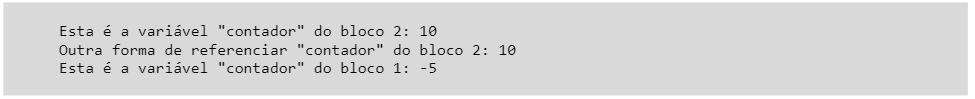 Esta é a variável "contador" do bloco 2: 10
Outra forma de referenciar "contador" do bloco 2: 10
Esta é a variável "contador" do bloco 1: -5